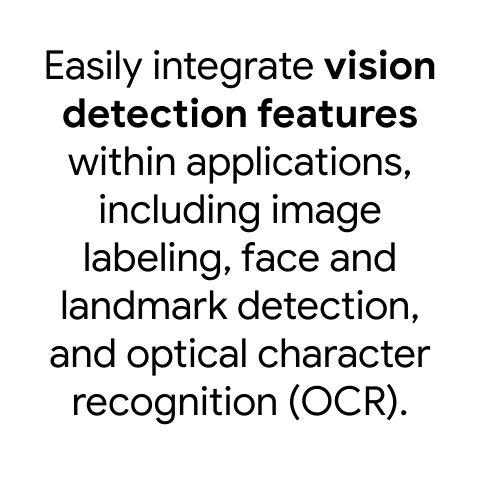 Easily integrate vision
detection features
within applications,
including image
labeling, face and
landmark detection,
and optical character
recognition (OCR).